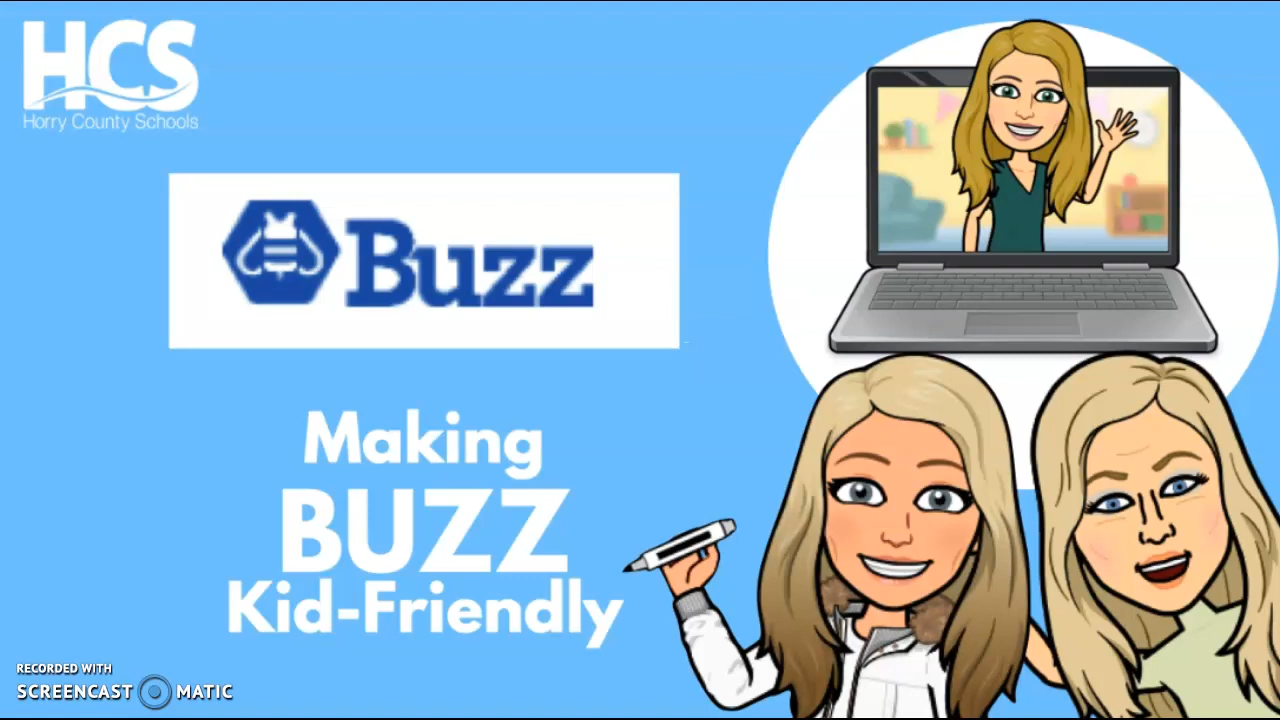 HCS
Horry County Schools
Buzz
Making
BUZZ
Kid-Friendly
RECORDED WITH
SCREENCAST MATIC